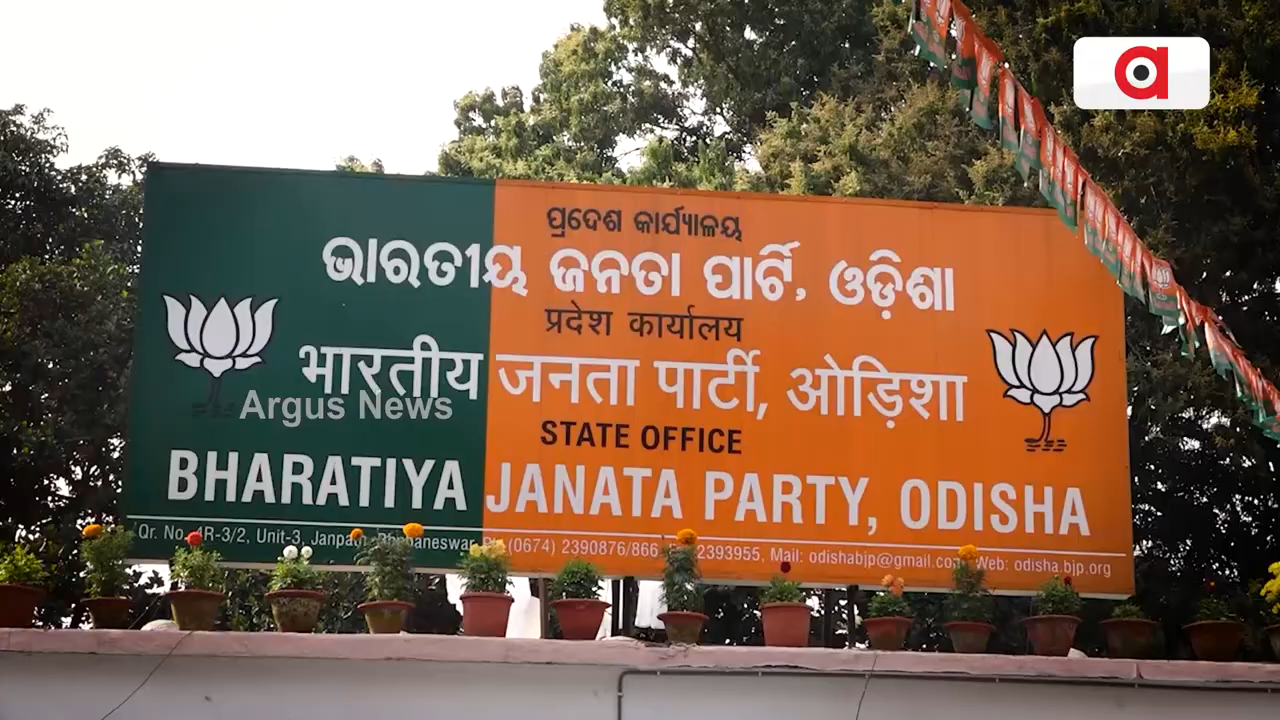 a
ପ୍ରଦେଶ କାର୍ଯ୍ୟାଳୟ
ଭାରତୀୟ ଜନତା ପାର୍ଟି, ଓଡ଼ିଶା
प्रदेश कार्यालय
भारतीय जनता पार्टी, ओड़िशा
Argus News
STATE OFFICE
BHARATIYA JANATA PARTY, ODISHA
Qr. No. 4R-3/2, Unit-3, Janpath, Bhubaneswar, (0674) 2390876/866, 2393955, Mail: odishabjp@gmail.com Web: odisha.bjp.org